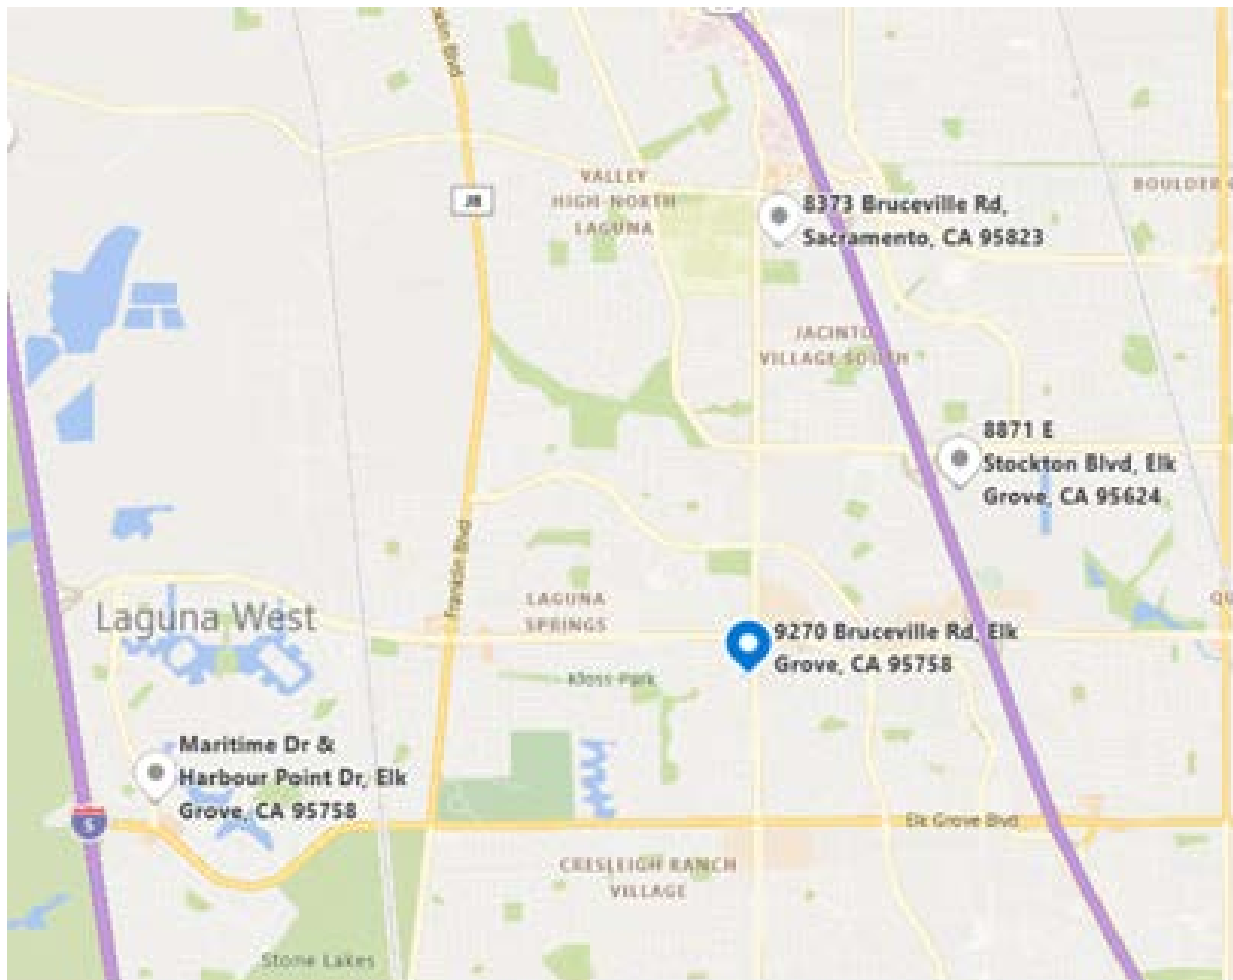 VALLEY
HIGH-NORTH
LAGUNA
J8
8373 Bruceville Rd,
Sacramento, CA 95823
JACINTO
VILLAGE SOUTH
8871 E
Stockton Blvd, Elk
Grove, CA 95624
Franklin Blvd
LAGUNA
SPRINGS
Laguna West
9270 Bruceville Rd, Elk
Grove, CA 95758
Kloss Park
Maritime Dr &
Harbour Point Dr, Elk
Grove, CA 95758
5
Elk Grove Blvd
CRESLEIGH RANCH
VILLAGE
Stone Lakes
BOULDER
Blvd
QU